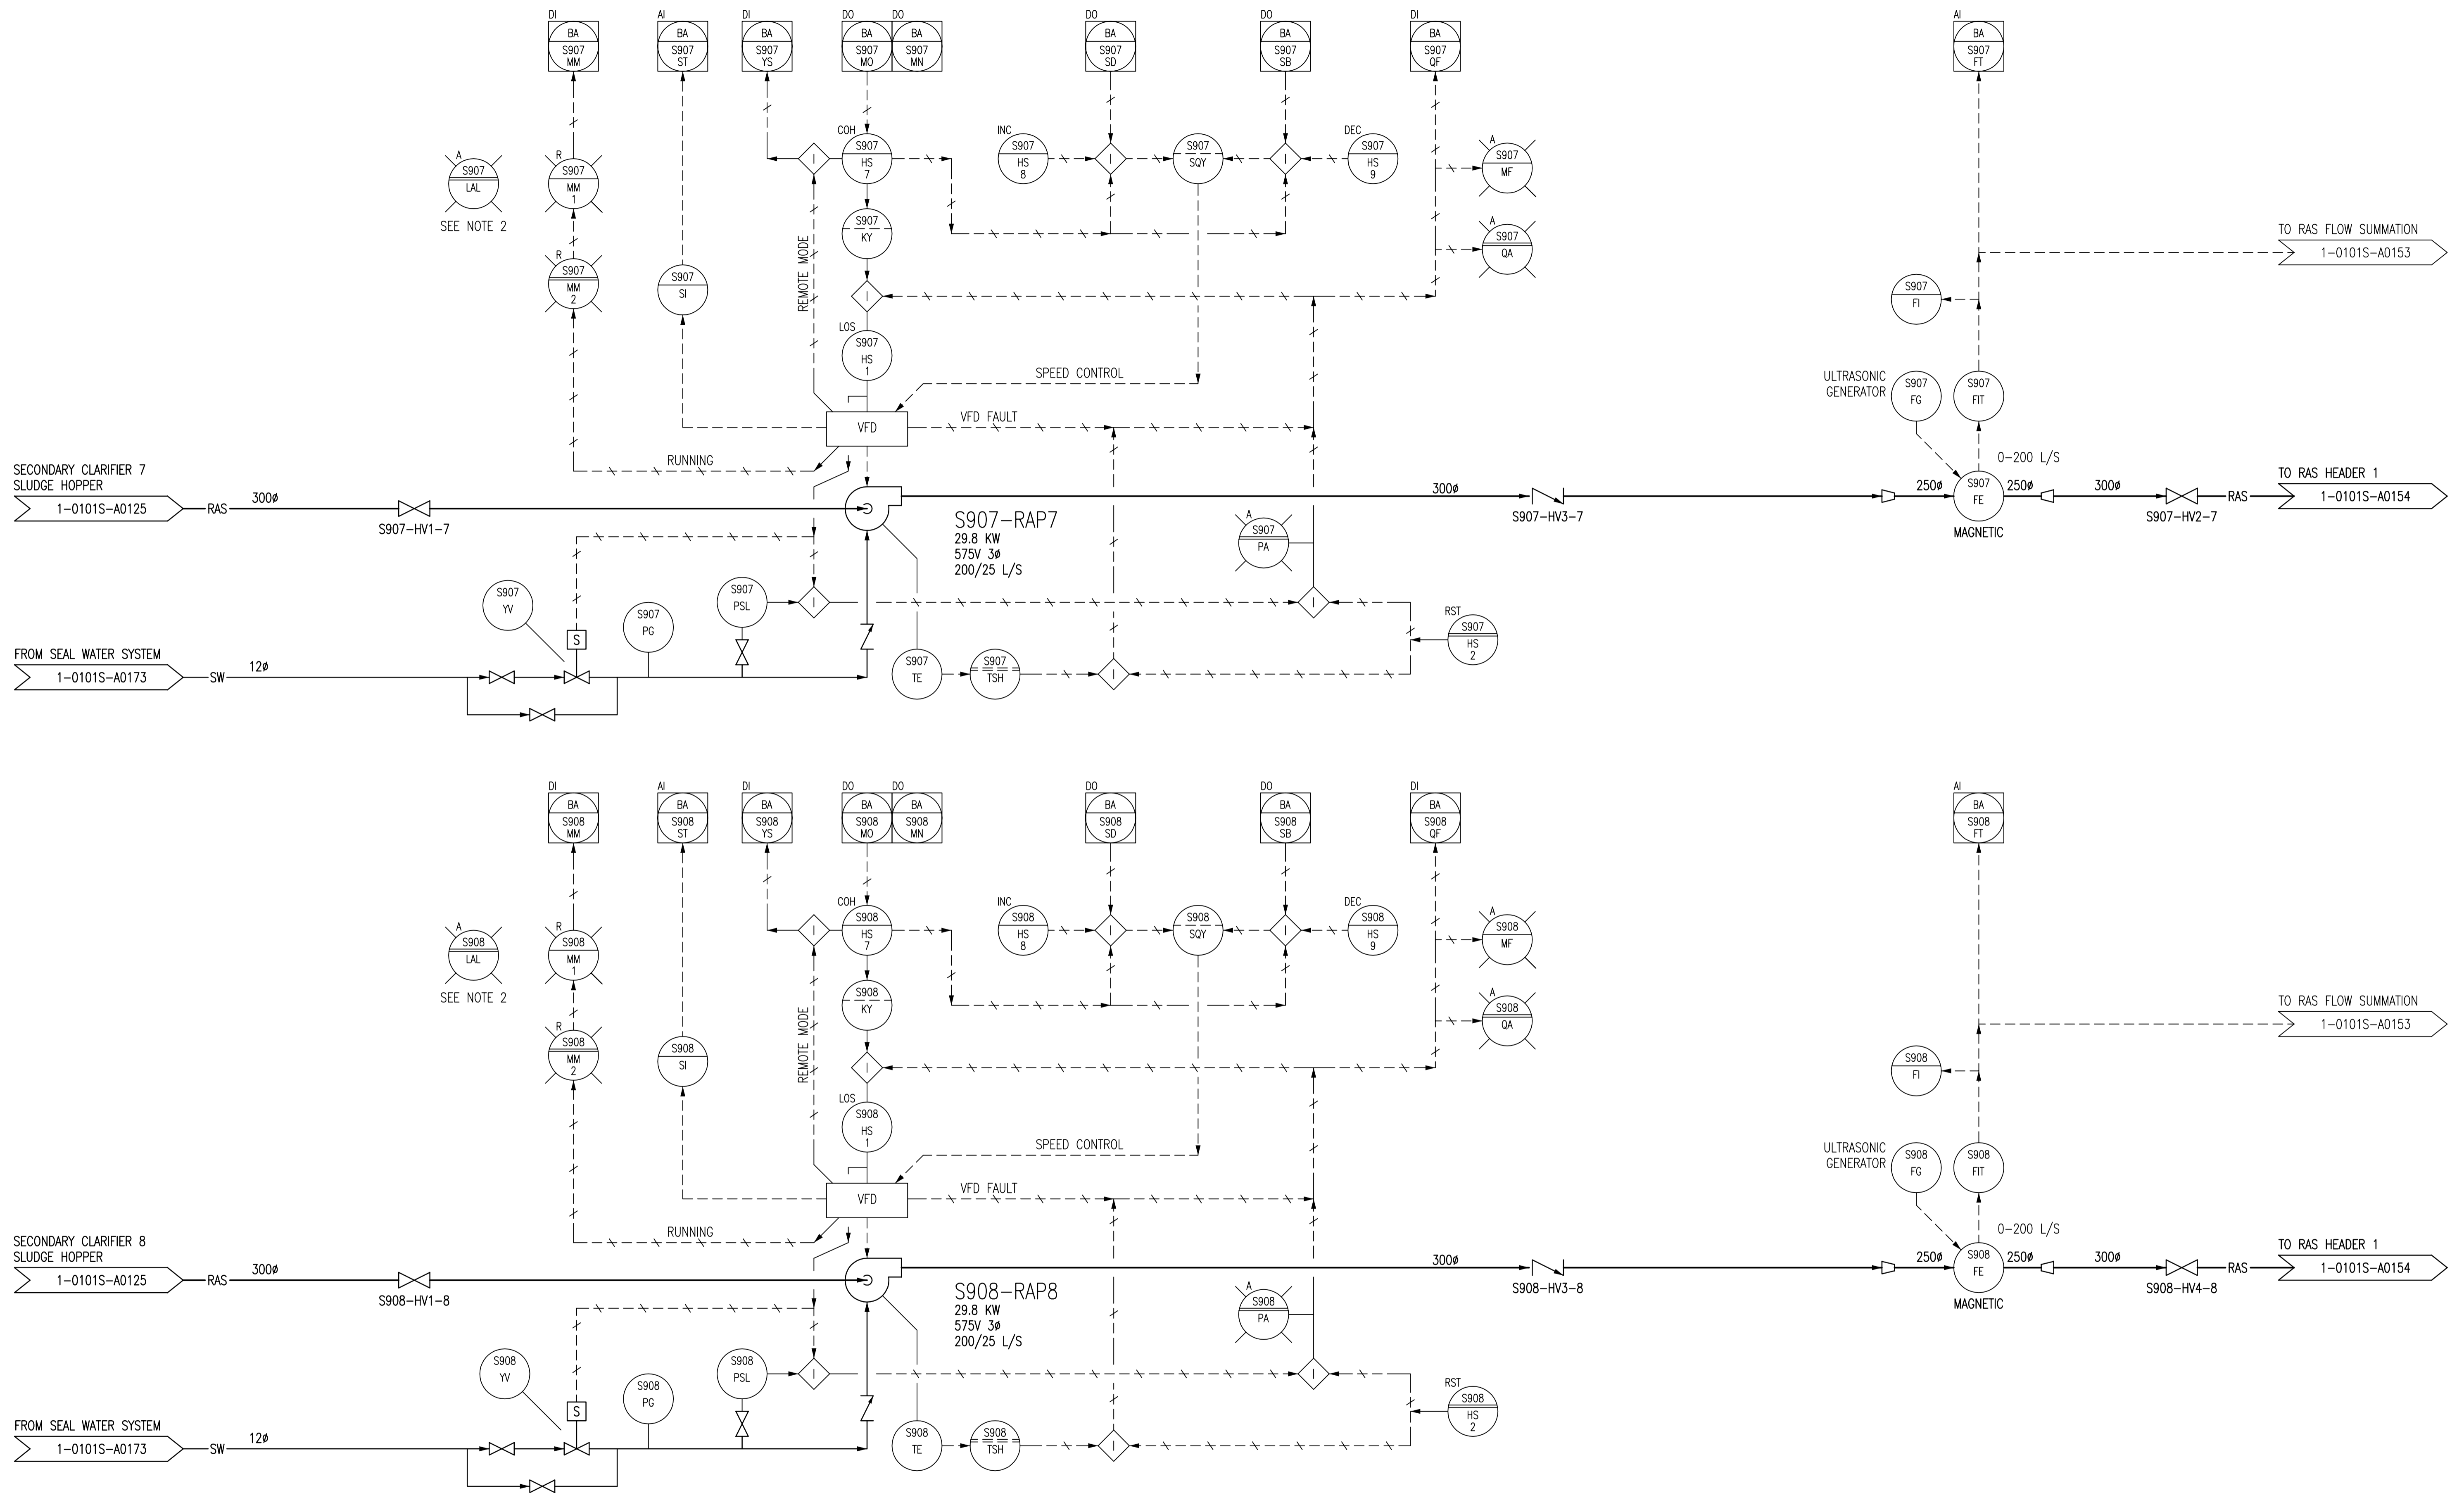 DI
BA
S907
MM
AI
BA
S907
ST
DI
BA
S907
YS
DO
BA
S907
MO
DO
BA
S907
MN
DO
BA
S907
SD
DO
BA
S907
SB
DI
BA
S907
QF
AI
BA
S907
FT
A
S907
LAL
SEE NOTE 2
R
S907
MM
1
R
S907
MM
2
S907
SI
REMOTE MODE
COH
S907
HS
7
S907
KY
LOS
S907
HS
1
INC
S907
HS
8
S907
SQY
DEC
S907
HS
9
A
S907
MF
A
S907
QA
TO RAS FLOW SUMMATION
1-0101S-A0153
S907
FI
ULTRASONIC
GENERATOR
S907
FG
S907
FIT
SPEED CONTROL
VFD
VFD FAULT
RUNNING
SECONDARY CLARIFIER 7
SLUDGE HOPPER
1-0101S-A0125
RAS
300ø
S907-HV1-7
S907-RAP7
29.8 KW
575V 3ø
200/25 L/S
300ø
S907-HV3-7
250ø
0-200 L/S
S907
FE
MAGNETIC
250ø
300ø
S907-HV2-7
RAS
TO RAS HEADER 1
1-0101S-A0154
A
S907
PA
S907
YV
S
S907
PG
S907
PSL
I
I
I
I
I
I
I
S907
TE
S907
TSH
RST
S907
HS
2
FROM SEAL WATER SYSTEM
1-0101S-A0173
SW
12ø
DI
BA
S908
MM
AI
BA
S908
ST
DI
BA
S908
YS
DO
BA
S908
MO
DO
BA
S908
MN
DO
BA
S908
SD
DO
BA
S908
SB
DI
BA
S908
QF
AI
BA
S908
FT
A
S908
LAL
SEE NOTE 2
R
S908
MM
1
R
S908
MM
2
S908
SI
REMOTE MODE
COH
S908
HS
7
S908
KY
LOS
S908
HS
1
INC
S908
HS
8
S908
SQY
DEC
S908
HS
9
A
S908
MF
A
S908
QA
TO RAS FLOW SUMMATION
1-0101S-A0153
S908
FI
ULTRASONIC
GENERATOR
S908
FG
S908
FIT
SPEED CONTROL
VFD
VFD FAULT
RUNNING
SECONDARY CLARIFIER 8
SLUDGE HOPPER
1-0101S-A0125
RAS
300ø
S908-HV1-8
S908-RAP8
29.8 KW
575V 3ø
200/25 L/S
300ø
S908-HV3-8
250ø
0-200 L/S
S908
FE
MAGNETIC
250ø
300ø
S908-HV4-8
RAS
TO RAS HEADER 1
1-0101S-A0154
A
S908
PA
S908
YV
S
S908
PG
S908
PSL
I
I
I
I
I
I
I
S908
TE
S908
TSH
RST
S908
HS
2
FROM SEAL WATER SYSTEM
1-0101S-A0173
SW
12ø